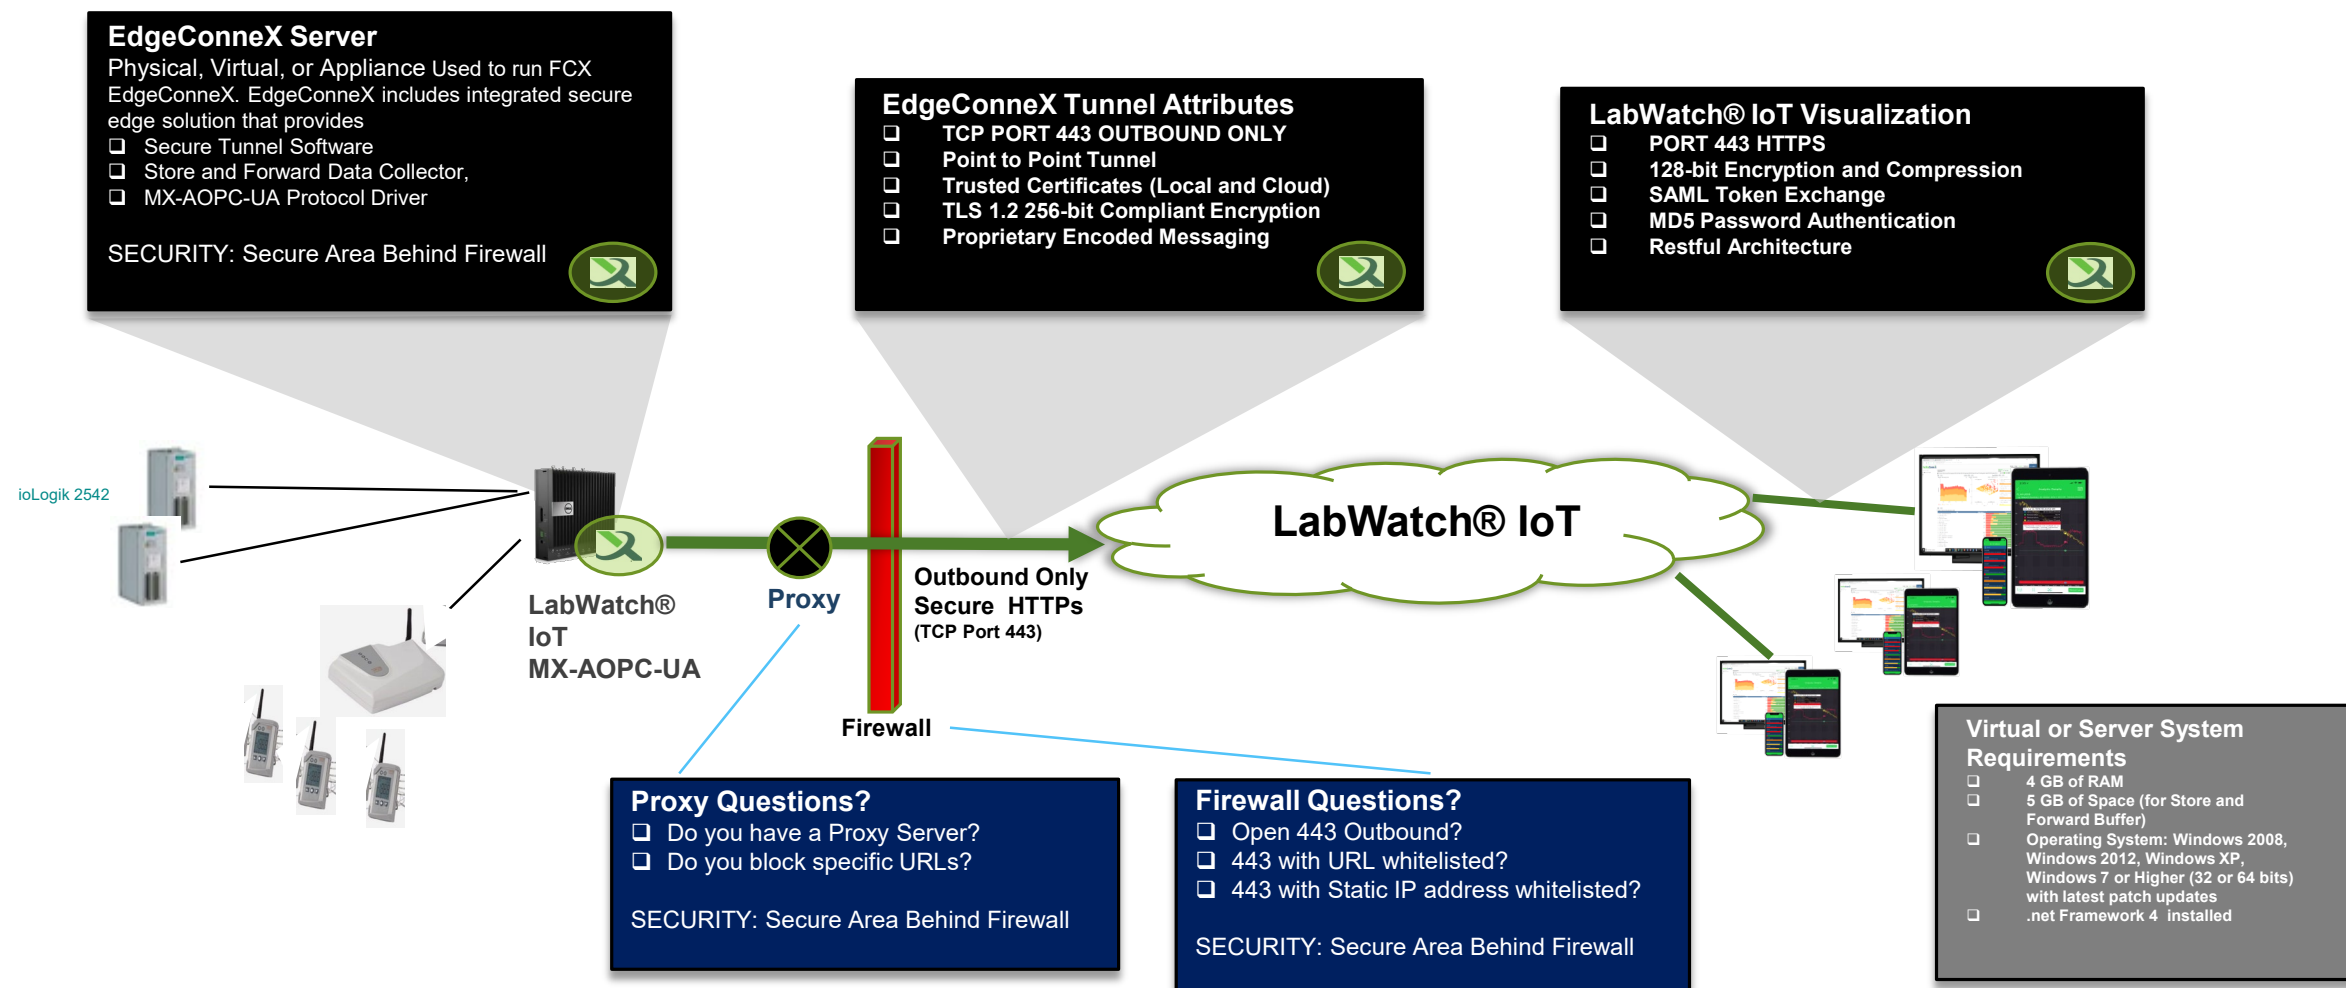 EdgeConneX Server
Physical, Virtual, or Appliance Used to run FCX
EdgeConneX. EdgeConneX includes integrated secure
edge solution that provides
❑ Secure Tunnel Software
❑ Store and Forward Data Collector,
❑ MX-AOPC-UA Protocol Driver
SECURITY: Secure Area Behind Firewall
EdgeConneX Tunnel Attributes
❑ TCP PORT 443 OUTBOUND ONLY
❑ Point to Point Tunnel
❑ Trusted Certificates (Local and Cloud)
❑ TLS 1.2 256-bit Compliant Encryption
❑ Proprietary Encoded Messaging
LabWatch® IoT Visualization
❑ PORT 443 HTTPS
❑ 128-bit Encryption and Compression
❑ SAML Token Exchange
❑ MD5 Password Authentication
❑ Restful Architecture
ioLogik 2542
LabWatch®
IoT
MX-AOPC-UA
Proxy
Firewall
Outbound Only
Secure HTTPs
(TCP Port 443)
LabWatch® IoT
Proxy Questions?
❑ Do you have a Proxy Server?
❑ Do you block specific URLs?
SECURITY: Secure Area Behind Firewall
Firewall Questions?
❑ Open 443 Outbound?
❑ 443 with URL whitelisted?
❑ 443 with Static IP address whitelisted?
SECURITY: Secure Area Behind Firewall
Virtual or Server System
Requirements
❑ 4 GB of RAM
❑ 5 GB of Space (for Store and
Forward Buffer)
❑ Operating System: Windows 2008,
Windows 2012, Windows XP,
Windows 7 or Higher (32 or 64 bits)
with latest patch updates
❑ .net Framework 4 installed